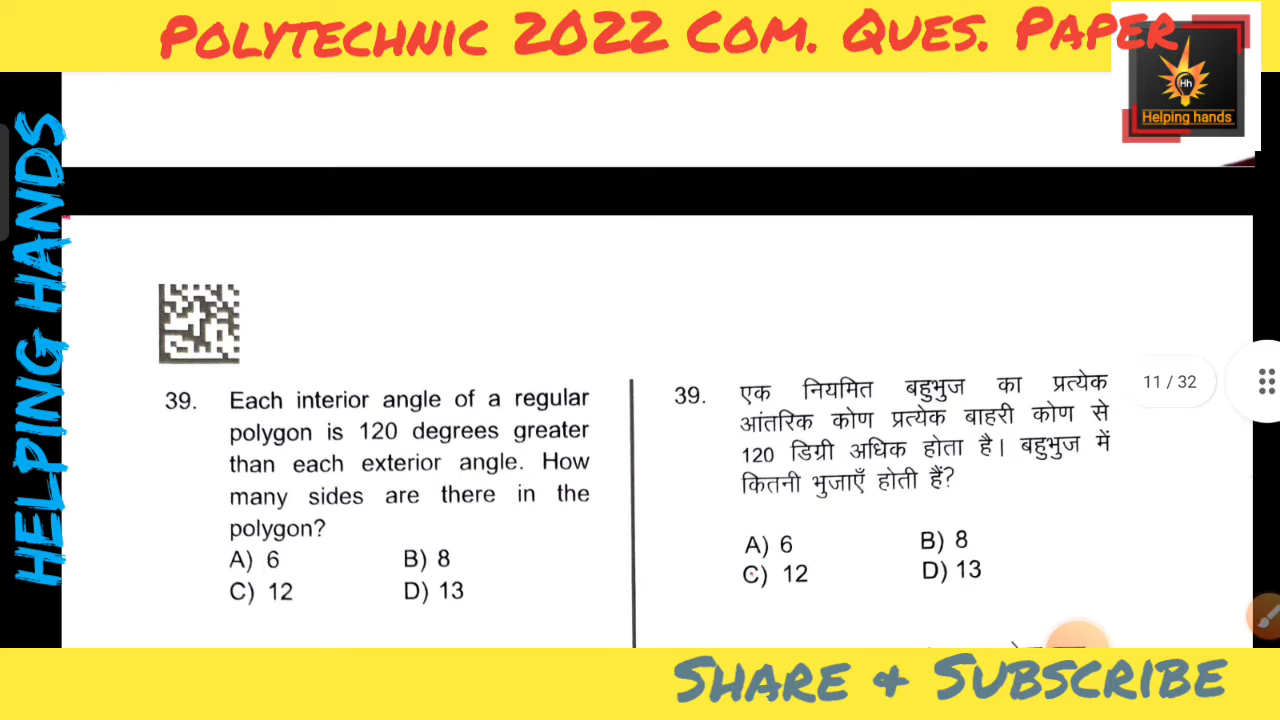 POLYTECHNIC 2022 COM. QUES. PAPER
Hh
Helping hands
HELPING HANDS
11 / 32
39. Each interior angle of a regular
polygon is 120 degrees greater
than each exterior angle. How
many sides are there in the
polygon?
A) 6 B) 8
C) 12 D) 13
39. एक नियमित बहुभुज का प्रत्येक
आंतरिक कोण प्रत्येक बाहरी कोण से
120 डिग्री अधिक होता है। बहुभुज में
कितनी भुजाएँ होती हैं?
A) 6 B) 8
C) 12 D) 13
SHARE & SUBSCRIBE